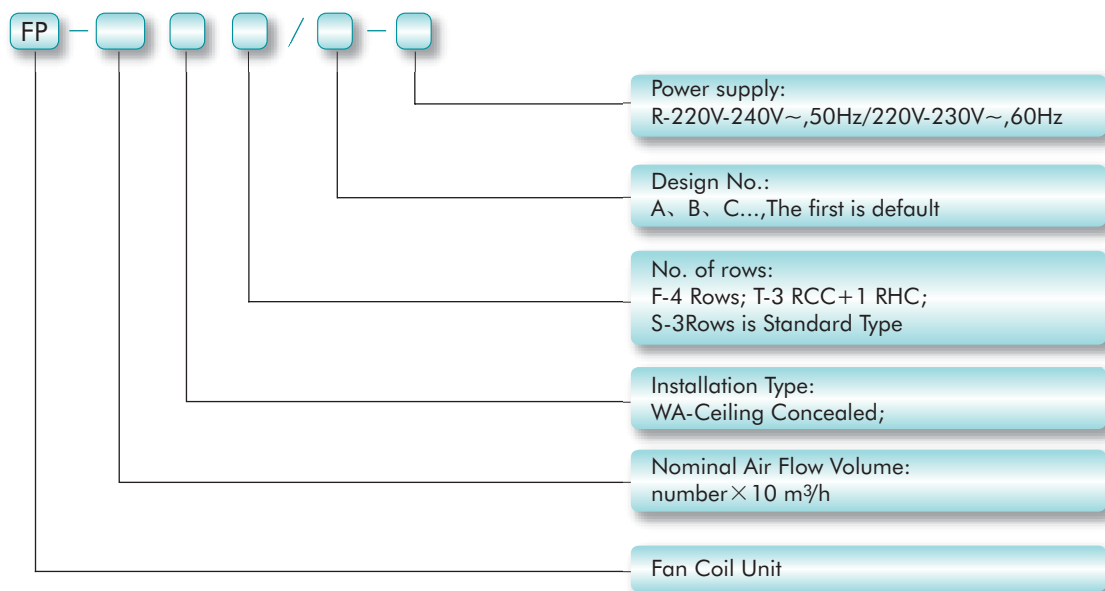 FP – / –
Power supply:
R-220V-240V~,50Hz/220V-230V~,60Hz
Design No.:
A、B、C...,The first is default
No. of rows:
F-4 Rows; T-3 RCC+1 RHC;
S-3Rows is Standard Type
Installation Type:
WA-Ceiling Concealed;
Nominal Air Flow Volume:
number×10 m³/h
Fan Coil Unit